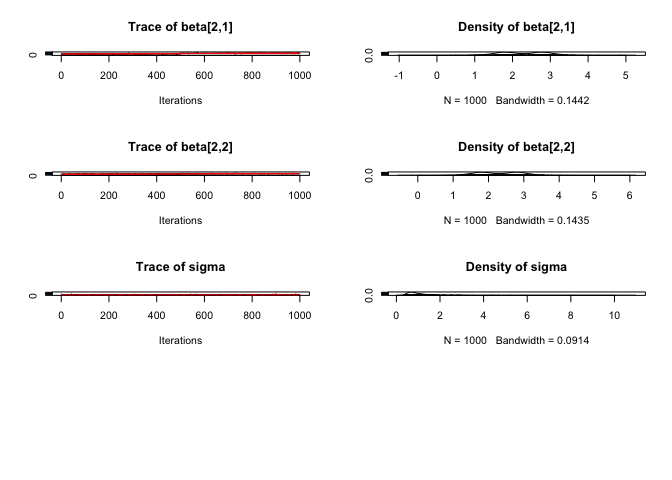 Trace of beta[2,1]
0
0 200 400 600 800 1000
Iterations
Density of beta[2,1]
0.0
-1 0 1 2 3 4 5
N = 1000 Bandwidth = 0.1442
Trace of beta[2,2]
0
0 200 400 600 800 1000
Iterations
Density of beta[2,2]
0.0
0 1 2 3 4 5 6
N = 1000 Bandwidth = 0.1435
Trace of sigma
0
0 200 400 600 800 1000
Iterations
Density of sigma
0.0
0 2 4 6 8 10
N = 1000 Bandwidth = 0.0914